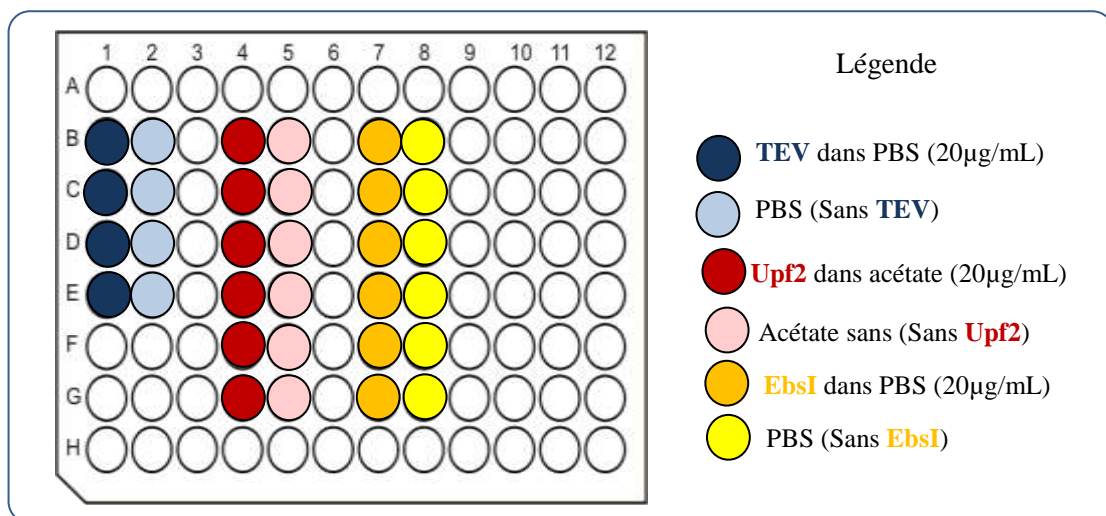 1 2 3 4 5 6 7 8 9 10 11 12
A
B
C
D
E
F
G
H
Légende
TEV dans PBS (20µg/mL)
PBS (Sans TEV)
Upf2 dans acétate (20µg/mL)
Acétate sans (Sans Upf2)
EbsI dans PBS (20µg/mL)
PBS (Sans EbsI)